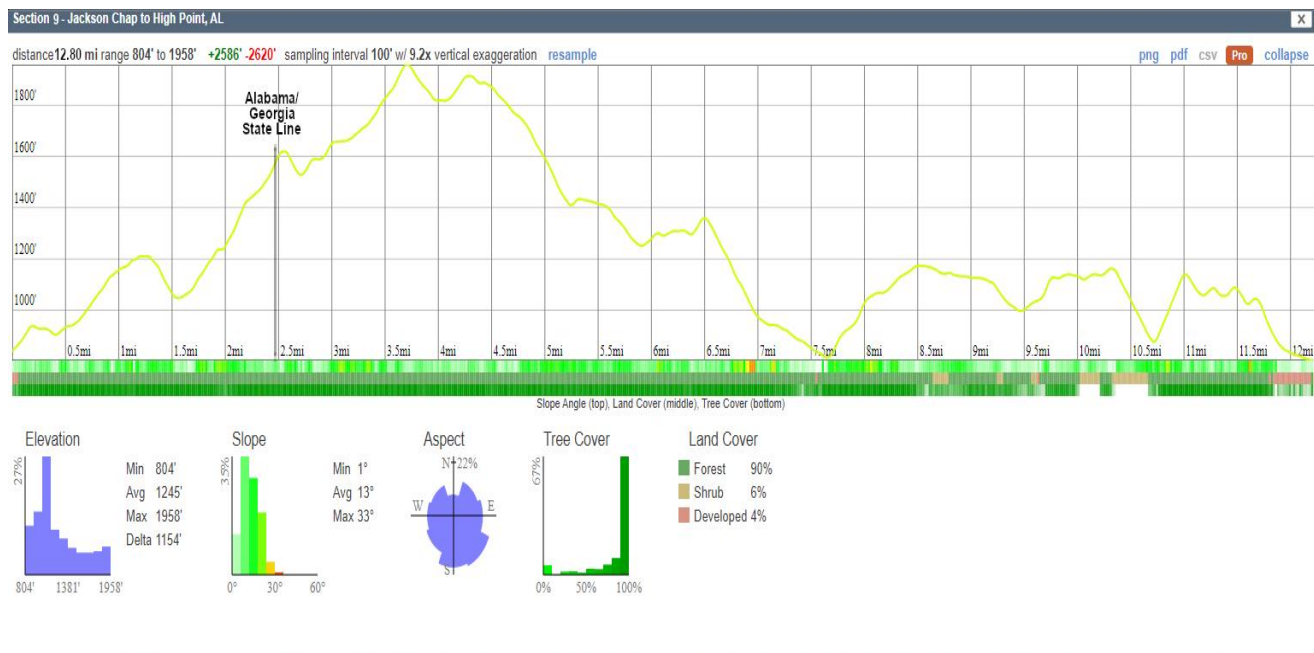 Section 9 - Jackson Chap to High Point, AL X
distance12.80 mi range 804' to 1958' +2586' -2620' sampling interval 100' w/ 9.2x vertical exaggeration resample png pdf csv Pro collapse
1800'
Alabama/
Georgia
State Line
1600'
1400'
1200'
1000'
0.5mi 1mi 1.5mi 2mi 2.5mi 3mi 3.5mi 4mi 4.5mi 5mi 5.5mi 6mi 6.5mi 7mi 7.5mi 8mi 8.5mi 9mi 9.5mi 10mi 10.5mi 11mi 11.5mi 12mi
Slope Angle (top), Land Cover (middle), Tree Cover (bottom)
Elevation Slope Aspect Tree Cover Land Cover
27% Min 804' 35% Min 1° N 22% 67% Forest 90%
Avg 1245' Avg 13° W E Shrub 6%
Max 1958' Max 33° Developed 4%
Delta 1154'
S
804' 1381' 1958' 0° 30° 60° 0% 50% 100%